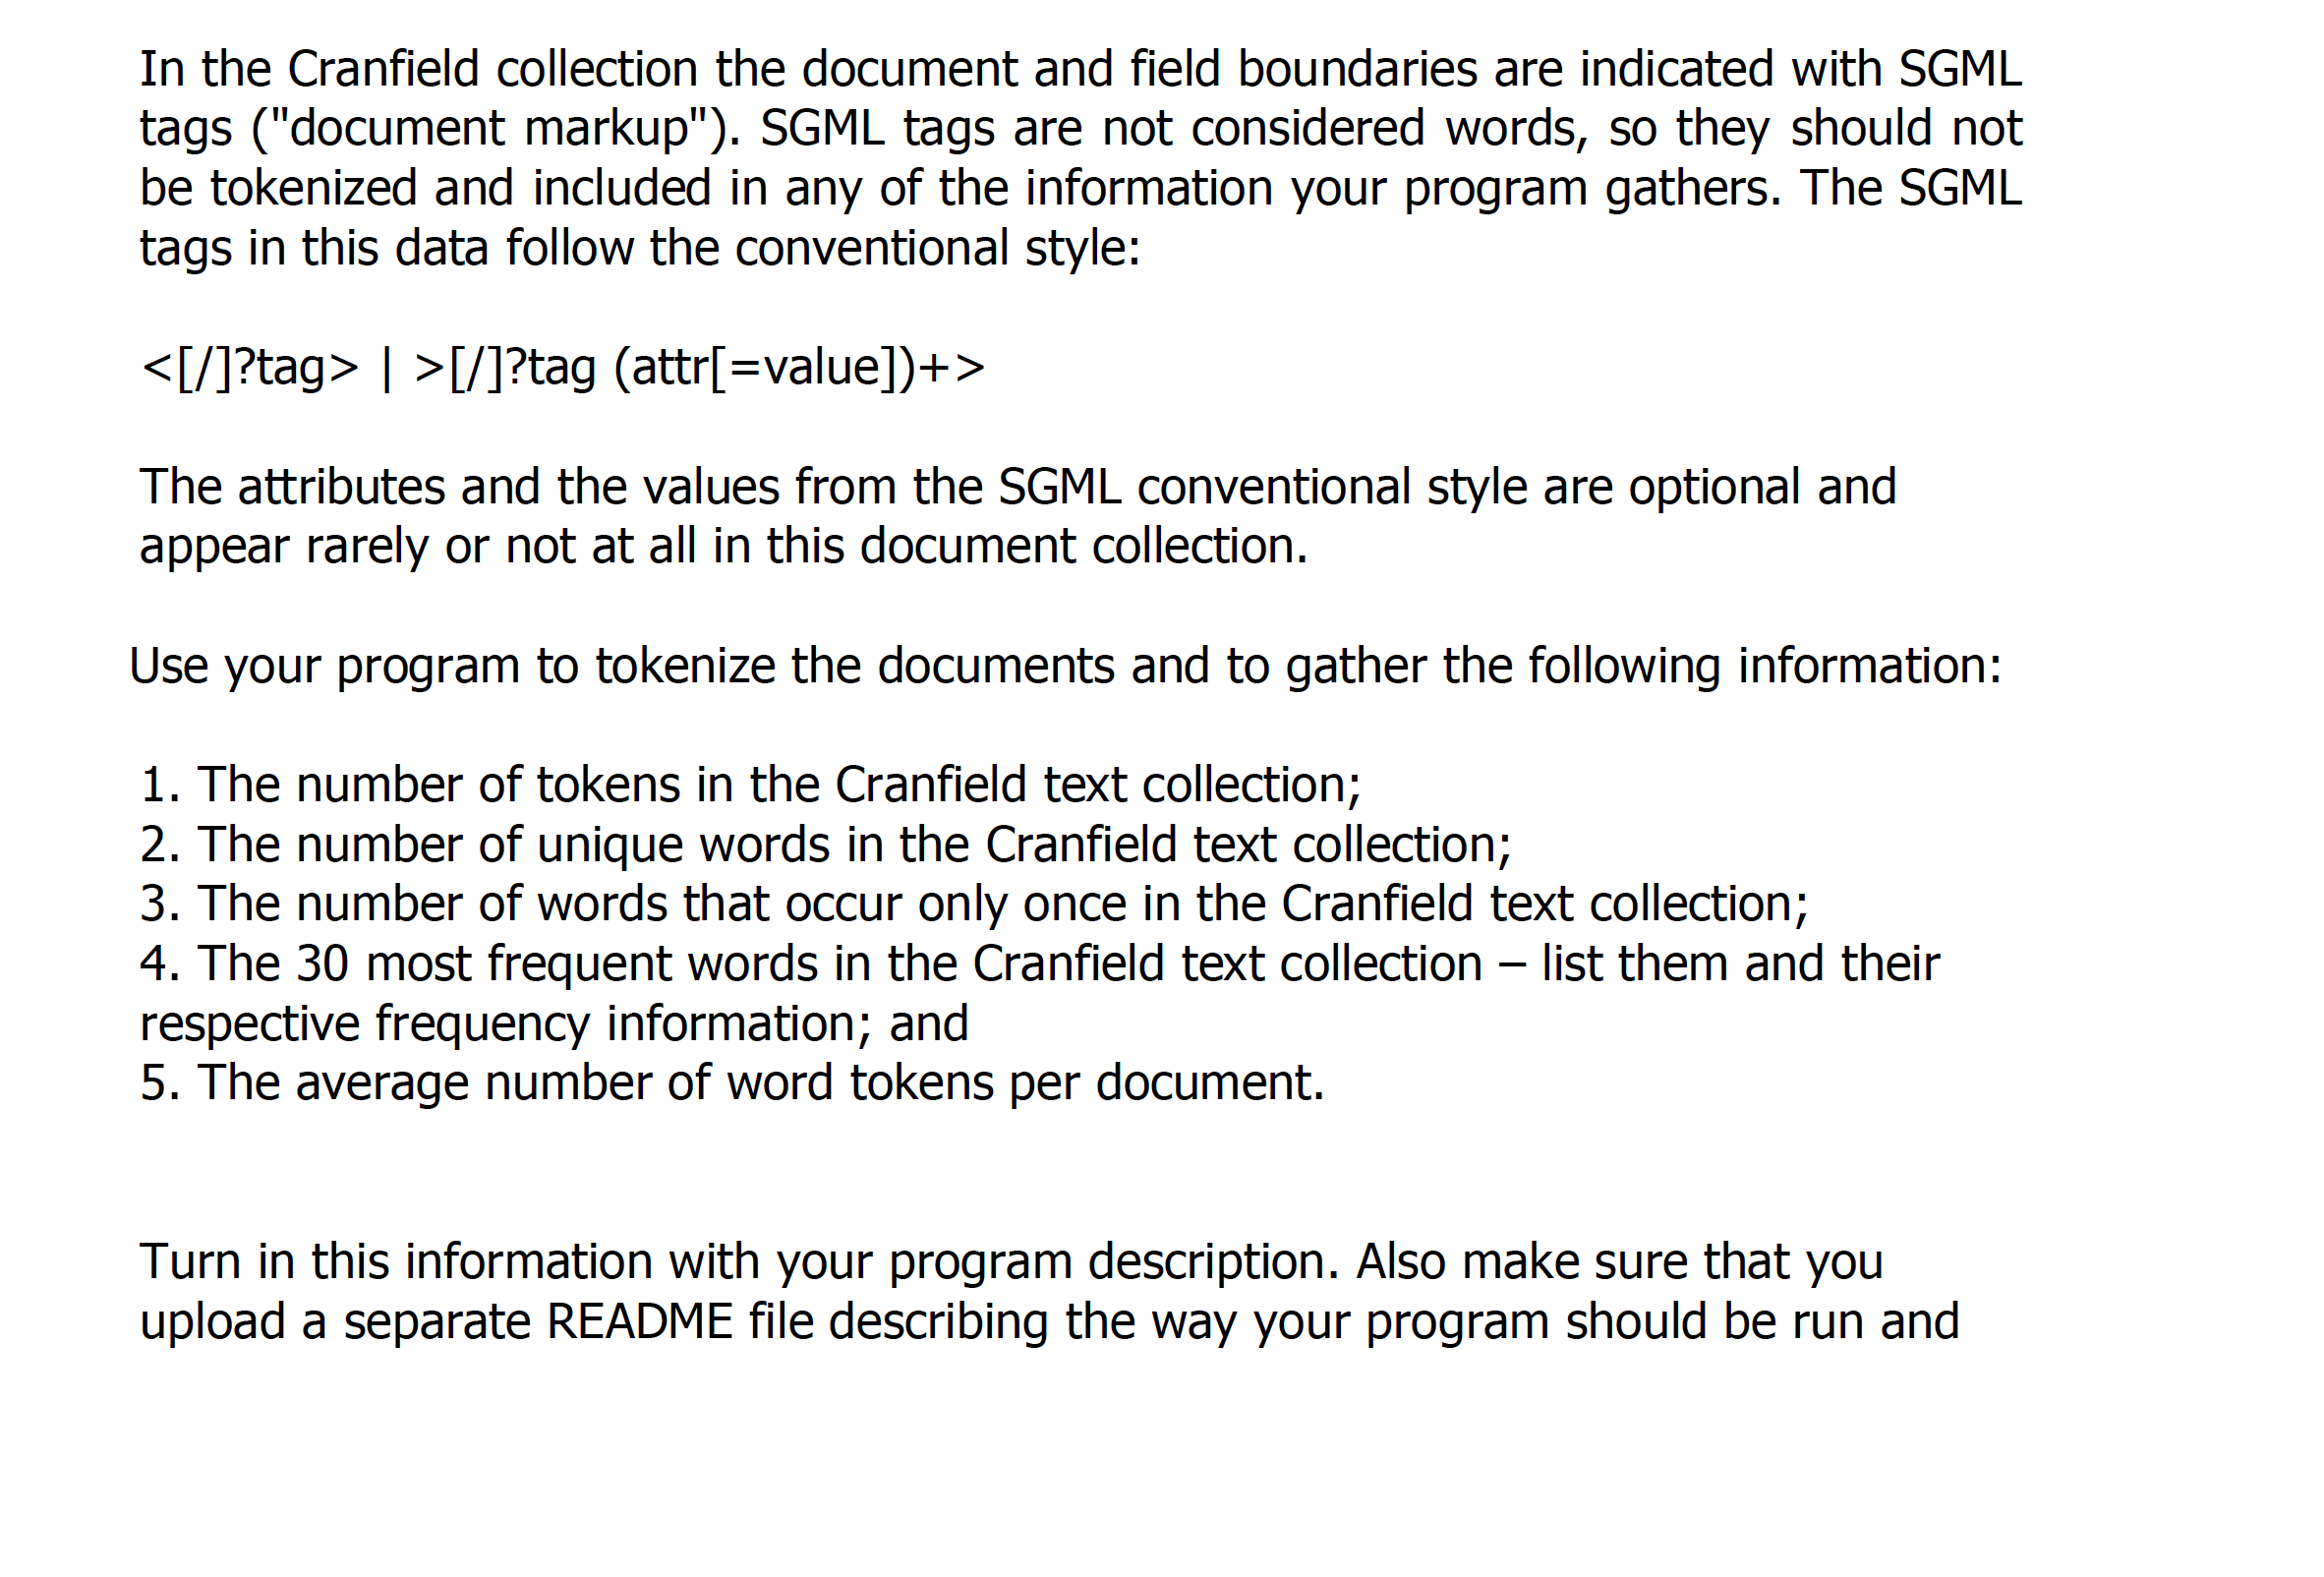 In the Cranfield collection the document and field boundaries are indicated with SGML
tags ("document markup"). SGML tags are not considered words, so they should not
be tokenized and included in any of the information your program gathers. The SGML
tags in this data follow the conventional style:
<[/]?tag> | >[/]?tag (attr[=value])+>
The attributes and the values from the SGML conventional style are optional and
appear rarely or not at all in this document collection.
Use your program to tokenize the documents and to gather the following information:
1. The number of tokens in the Cranfield text collection;
2. The number of unique words in the Cranfield text collection;
3. The number of words that occur only once in the Cranfield text collection;
4. The 30 most frequent words in the Cranfield text collection – list them and their
respective frequency information; and
5. The average number of word tokens per document.
Turn in this information with your program description. Also make sure that you
upload a separate README file describing the way your program should be run and